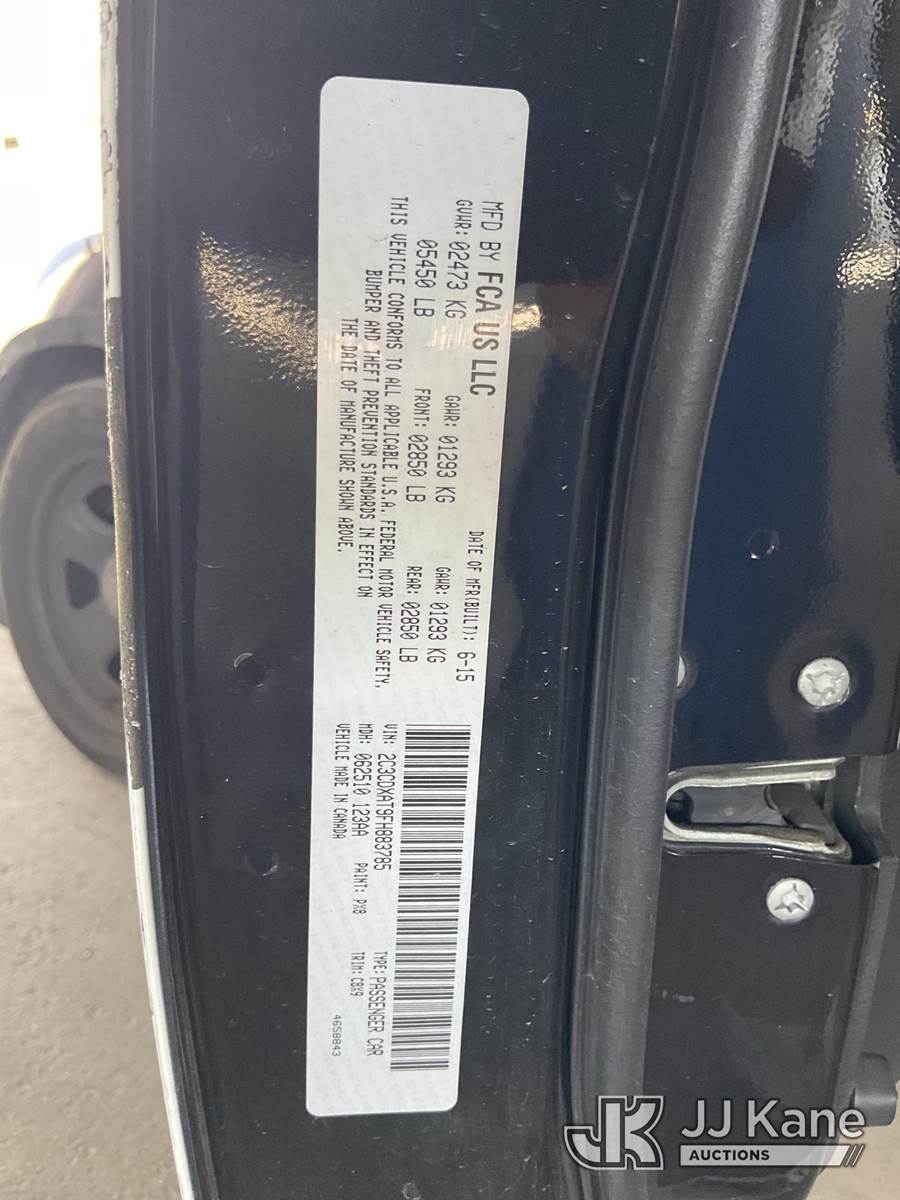 MFD BY FCA US LLC
DATE OF MFR(BUILT): 6-15
GVWR: 02473 KG GAWR: 01293 KG GAWR: 01293 KG
05450 LB FRONT: 02850 LB REAR: 02850 LB
THIS VEHICLE CONFORMS TO ALL APPLICABLE U.S.A. FEDERAL MOTOR VEHICLE SAFETY,
BUMPER AND THEFT PREVENTION STANDARDS IN EFFECT ON
THE DATE OF MANUFACTURE SHOWN ABOVE.
VIN: 2C3CDXAT9FH883785 TYPE: PASSENGER CAR
MDH: 062510 123AA PAINT: PX8 TRIM: CBX9
VEHICLE MADE IN CANADA 4658843
JK JJ Kane
AUCTIONS